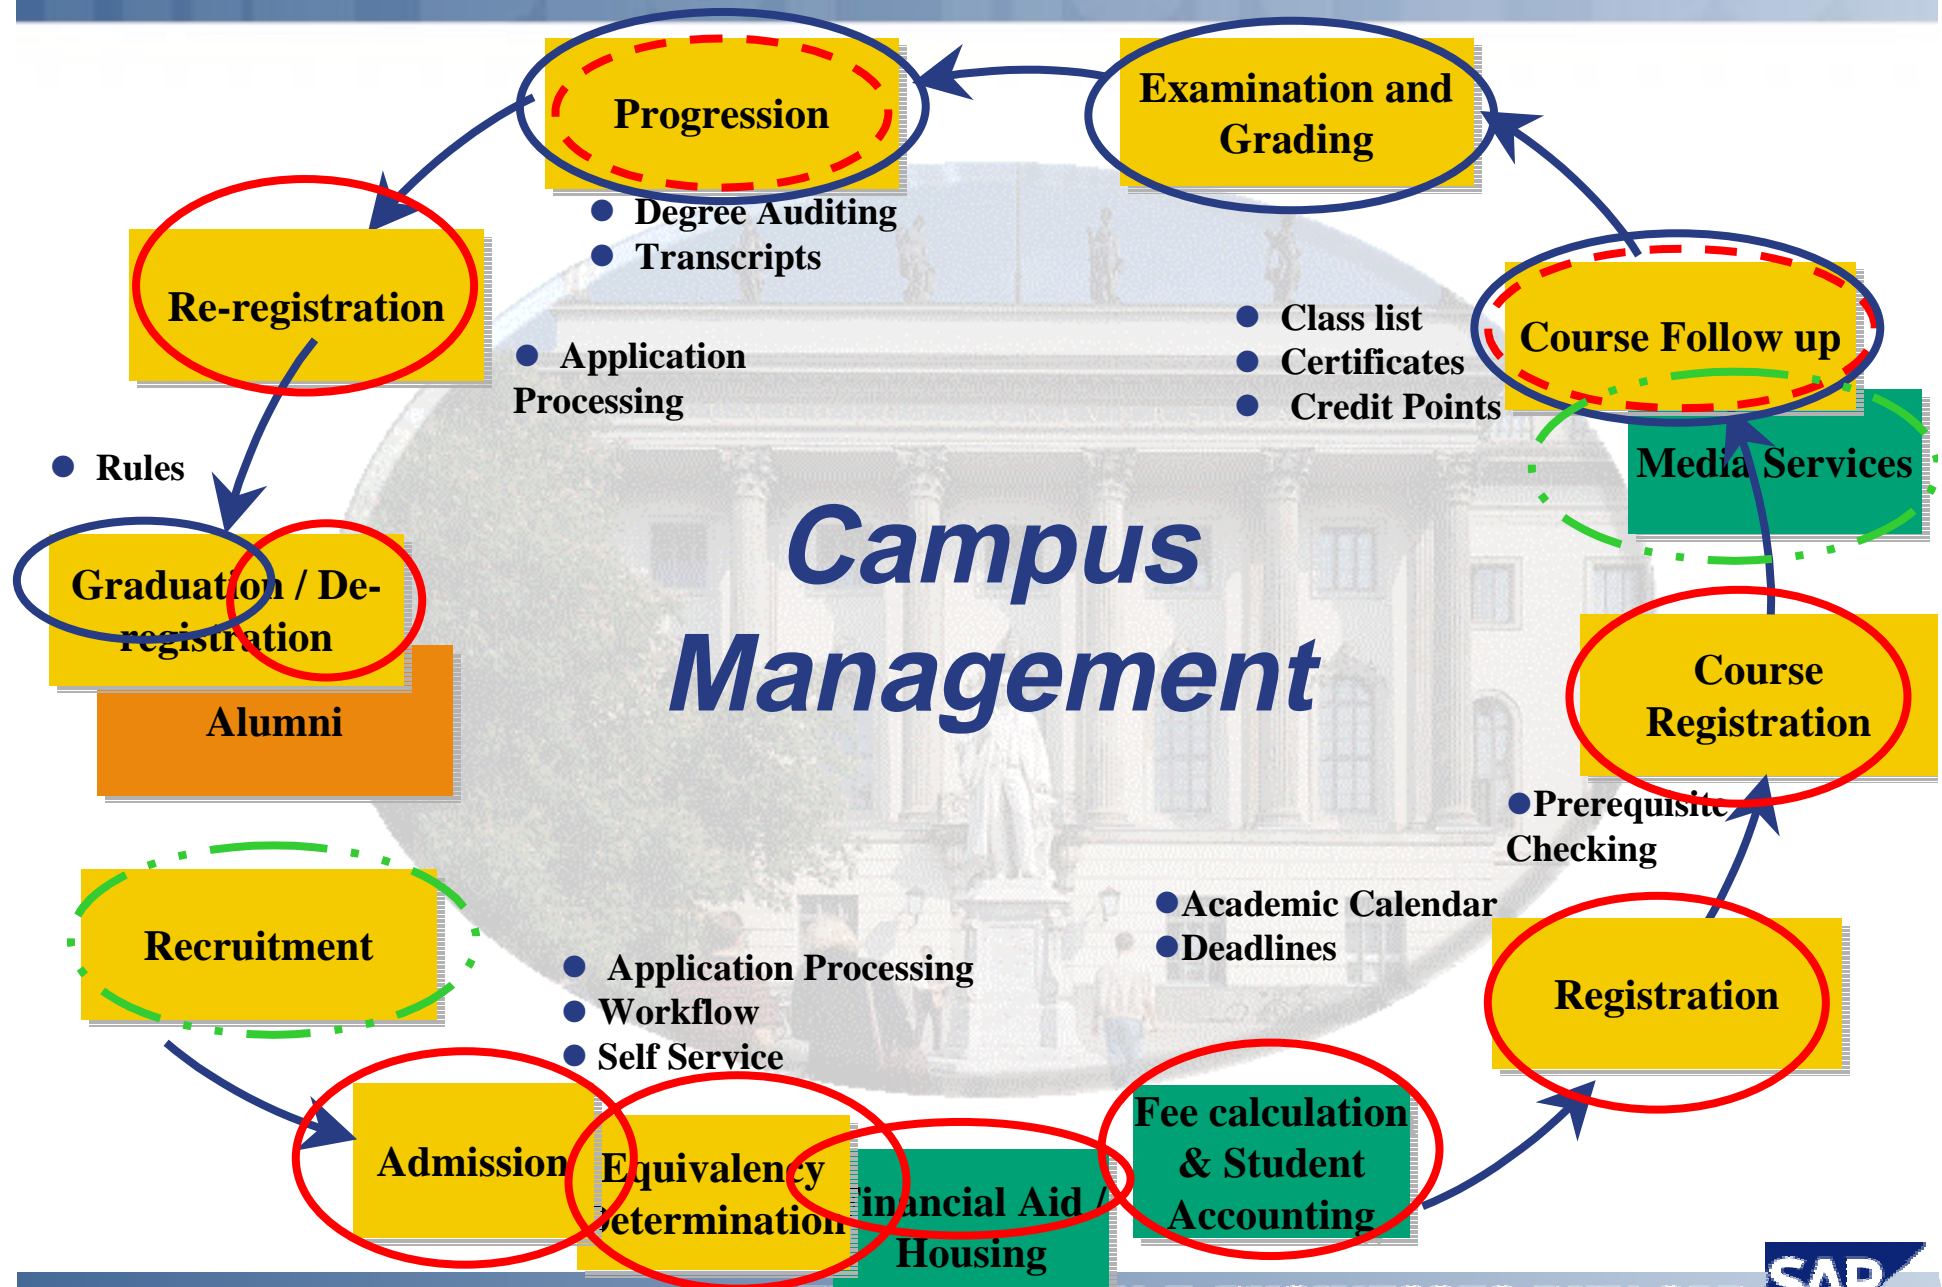 Progression
Examination and
Grading
Degree Auditing
Transcripts
Re-registration
Application
Processing
Class list
Certificates
Credit Points
Course Follow up
Media Services
Rules
Graduation / De-
registration
Alumni
Campus
Management
Course
Registration
Prerequisite
Checking
Academic Calendar
Deadlines
Registration
Recruitment
Application Processing
Workflow
Self Service
Admission
Equivalency
Determination
Financial Aid /
Housing
Fee calculation
& Student
Accounting
SAP